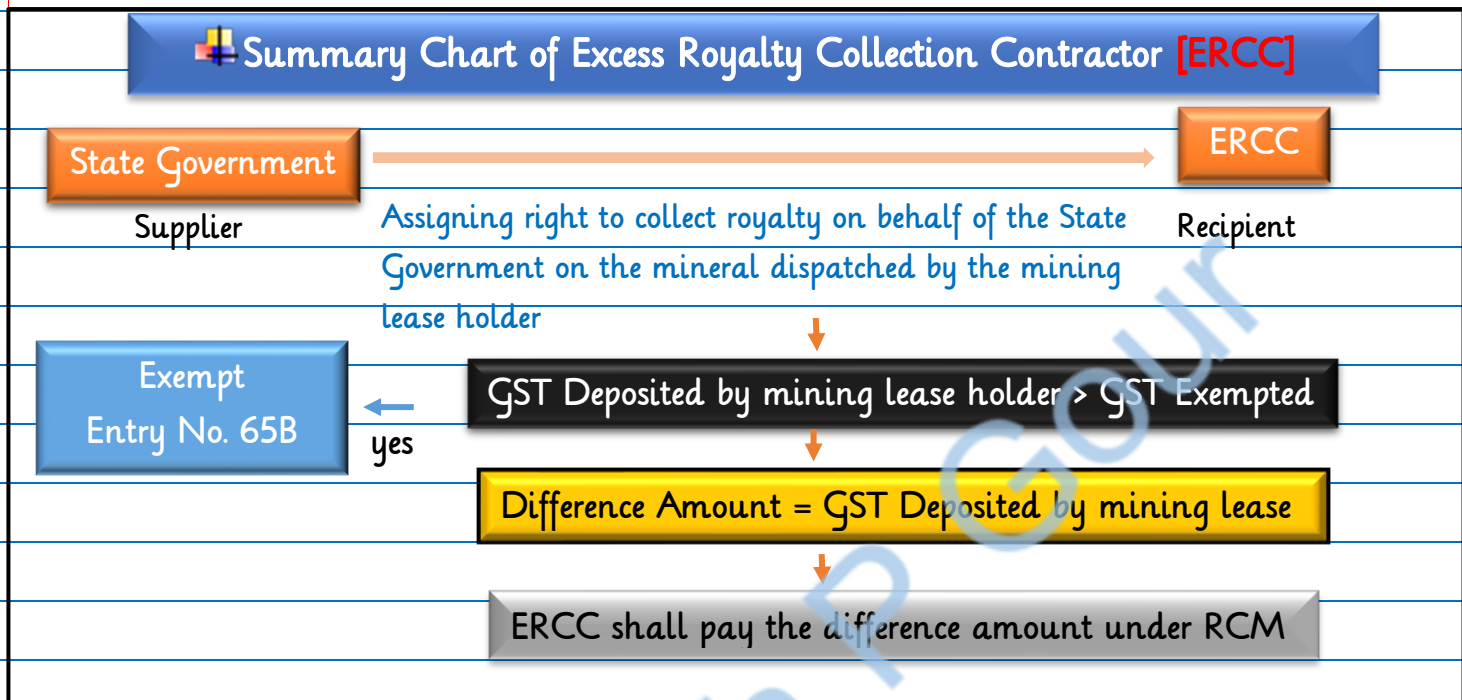 Summary Chart of Excess Royalty Collection Contractor [ERCC]
State Government
ERCC
Supplier
Recipient
Assigning right to collect royalty on behalf of the State
Government on the mineral dispatched by the mining
lease holder
Exempt
Entry No. 65B
yes
GST Deposited by mining lease holder > GST Exempted
Difference Amount = GST Deposited by mining lease
ERCC shall pay the difference amount under RCM
P Gour